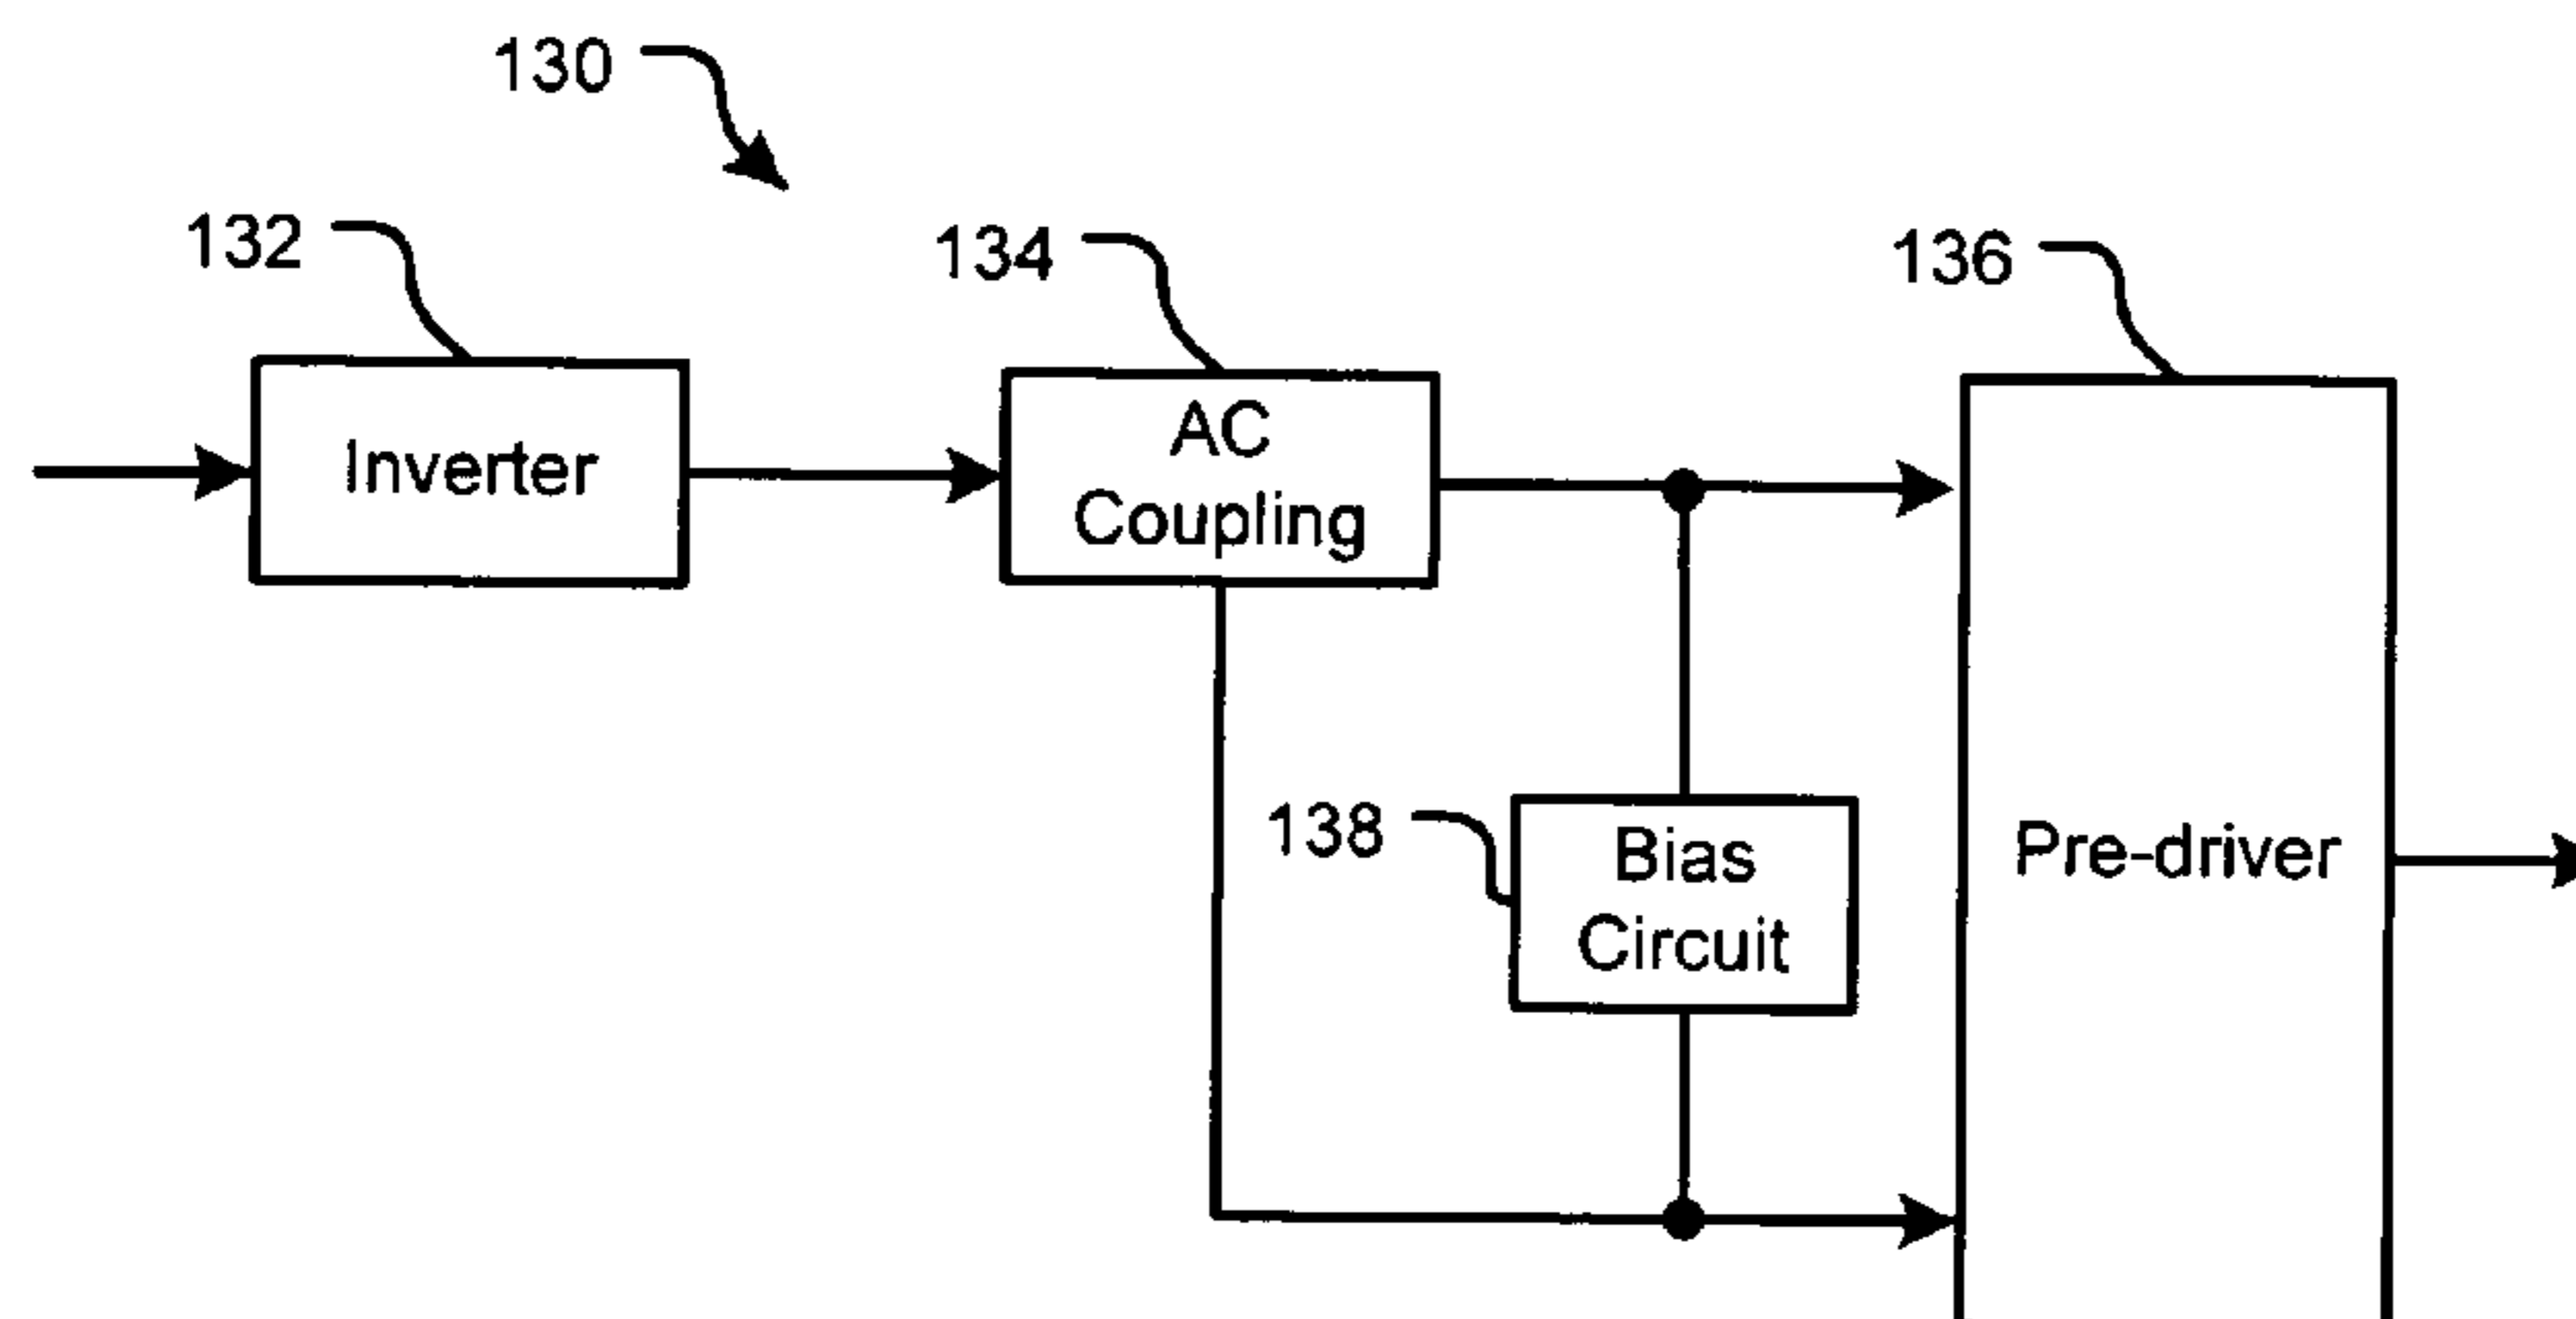 130
132
134
136
Inverter
AC
Coupling
138
Bias
Circuit
Pre-driver